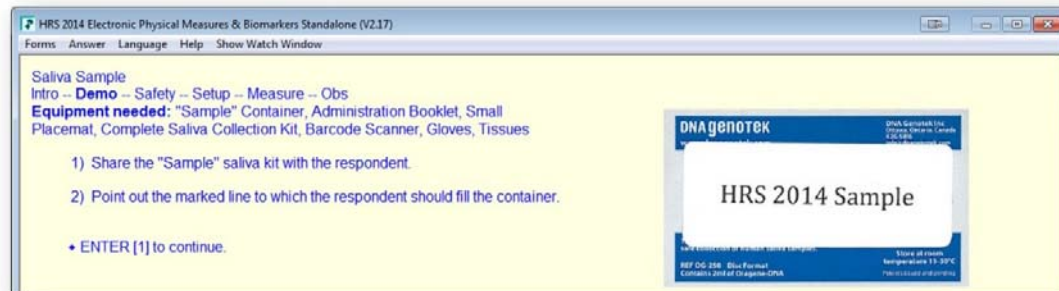 HRS 2014 Electronic Physical Measures & Biomarkers Standalone (V2.17)
Forms Answer Language Help Show Watch Window
Saliva Sample
Intro -- Demo -- Safety -- Setup -- Measure -- Obs
Equipment needed: "Sample" Container, Administration Booklet, Small
Placemat, Complete Saliva Collection Kit, Barcode Scanner, Gloves, Tissues
1) Share the "Sample" saliva kit with the respondent.
2) Point out the marked line to which the respondent should fill the container.
• ENTER [1] to continue.
DNAgenoTeK
DNA Genotek Inc
Ottawa, Ontario, Canada
HRS 2014 Sample
Store at room
temperature 15-30°C
REF OG-250 Disc Format
Contains 2ml of Oragene•DNA